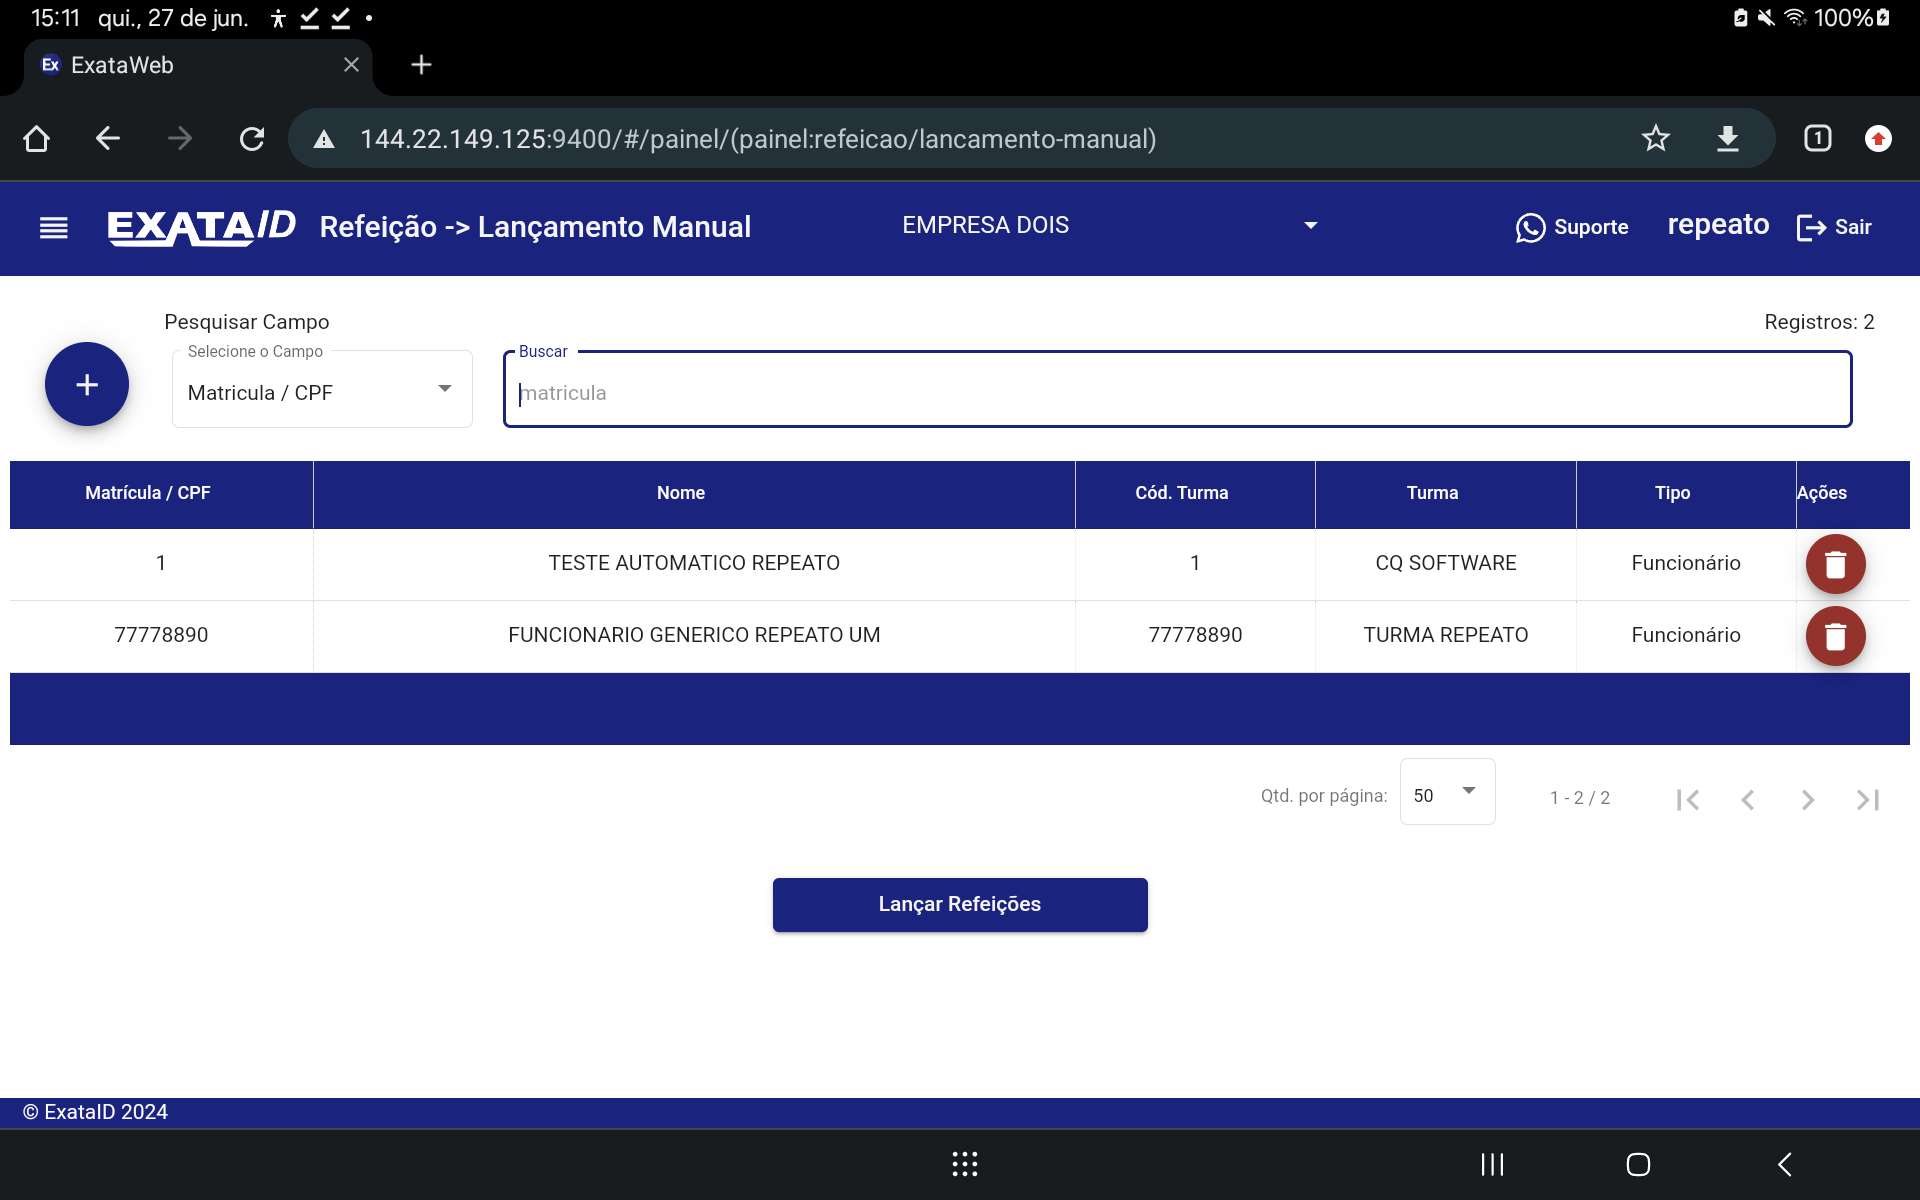 15:11 qui., 27 de jun. 100%
Ex ExataWeb
144.22.149.125:9400/#/painel/(painel:refeicao/lancamento-manual) 1
EXATAID Refeição -> Lançamento Manual EMPRESA DOIS Suporte repeato Sair
Pesquisar Campo Registros: 2
Selecione o Campo Buscar
Matricula / CPF matricula
Matrícula / CPF Nome Cód. Turma Turma Tipo Ações
1 TESTE AUTOMATICO REPEATO 1 CQ SOFTWARE Funcionário
77778890 FUNCIONARIO GENERICO REPEATO UM 77778890 TURMA REPEATO Funcionário
Qtd. por página: 50 1 - 2 / 2
Lançar Refeições
© ExataID 2024